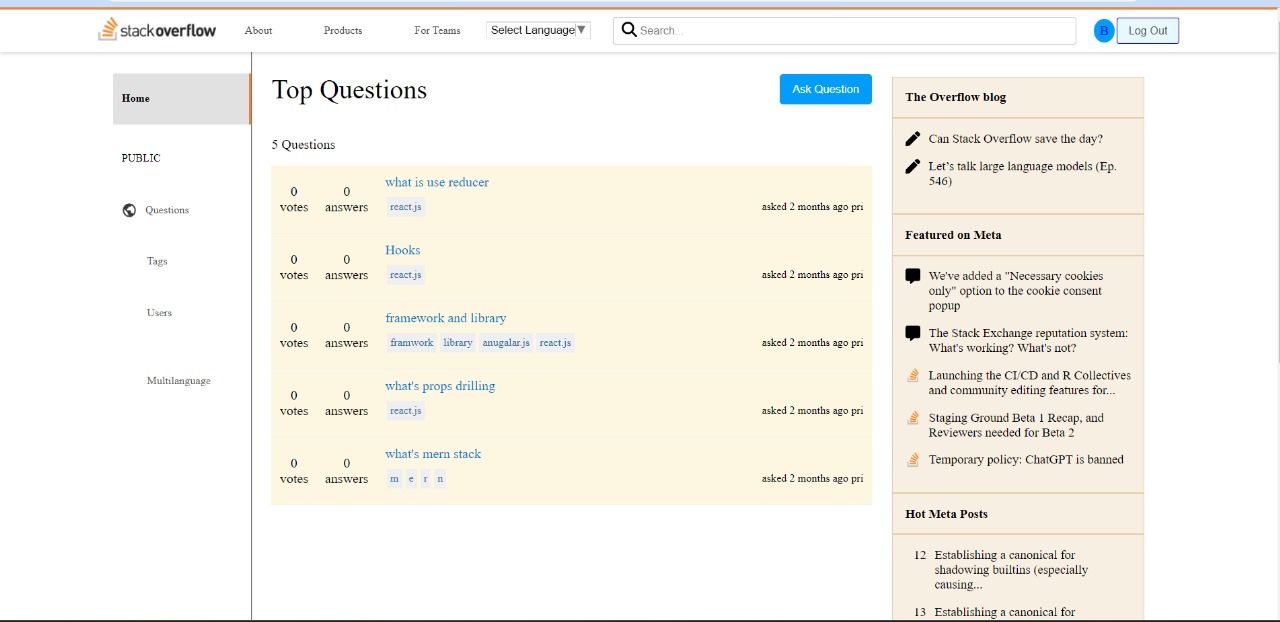 stackoverflow
About
Products
For Teams
Select Language▼
Search...
B
Log Out
Home
PUBLIC
Questions
Tags
Users
Multilanguage
Top Questions
Ask Question
5 Questions
0 votes
0 answers
what is use reducer
react.js
asked 2 months ago pri
0 votes
0 answers
Hooks
react.js
asked 2 months ago pri
0 votes
0 answers
framework and library
framwork library anugalar.js react.js
asked 2 months ago pri
0 votes
0 answers
what's props drilling
react.js
asked 2 months ago pri
0 votes
0 answers
what's mern stack
m e r n
asked 2 months ago pri
The Overflow blog
Can Stack Overflow save the day?
Let's talk large language models (Ep.
546)
Featured on Meta
We've added a "Necessary cookies
only" option to the cookie consent
popup
The Stack Exchange reputation system:
What's working? What's not?
Launching the CI/CD and R Collectives
and community editing features for...
Staging Ground Beta 1 Recap, and
Reviewers needed for Beta 2
Temporary policy: ChatGPT is banned
Hot Meta Posts
12 Establishing a canonical for
shadowing builtins (especially
causing...
13 Establishing a canonical for